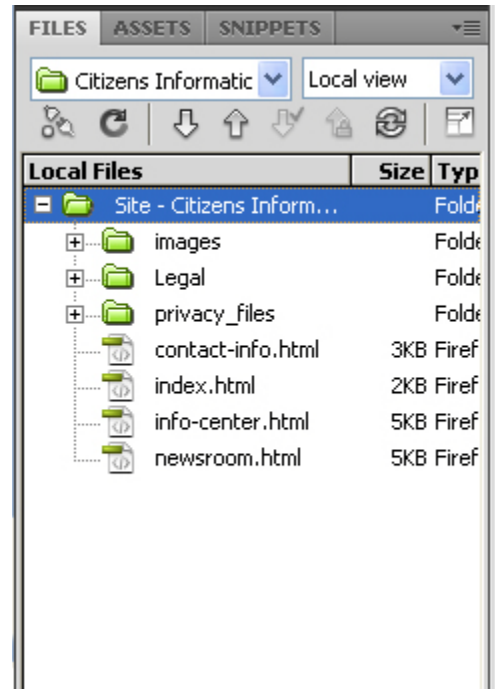 FILES ASSETS SNIPPETS
Citizens Informatic Local view
Local Files Size Typ
Site - Citizens Inform... Folde
images Folde
Legal Folde
privacy_files Folde
contact-info.html 3KB Firef
index.html 2KB Firef
info-center.html 5KB Firef
newsroom.html 5KB Firef